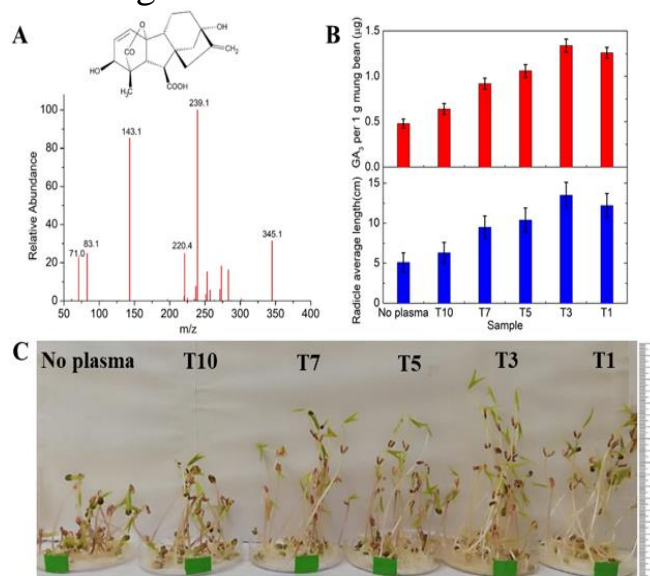 A
O
CO
HO
H₃C
COOH
OH
CH₂
Relative Abundance
100
80
60
40
20
0
239.1
143.1
71.0
83.1
220.4
345.1
50 100 150 200 250 300 350 400
m/z
B
GA₃ per 1 g mung bean (μg)
1.5
1.0
0.5
0.0
Radicle average length(cm)
15
10
5
0
No plasma T10 T7 T5 T3 T1
Sample
C
No plasma T10 T7 T5 T3 T1